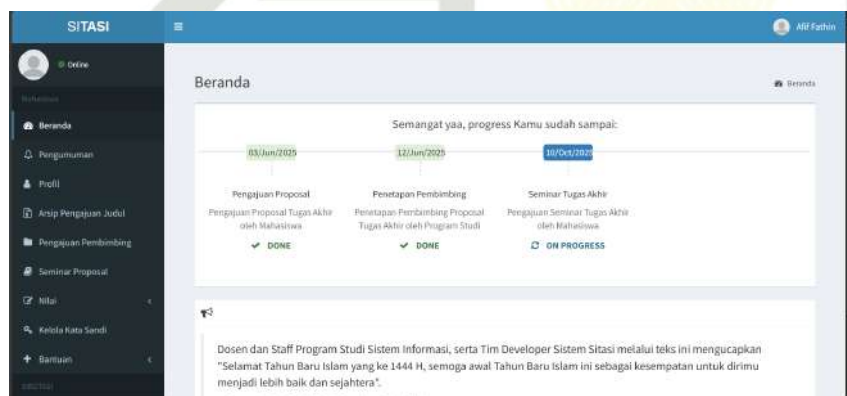 SITASI
Afif Fathin
Online
Mahasiswa
Beranda
Pengumuman
Profil
Arsip Pengajuan Judul
Pengajuan Pembimbing
Seminar Proposal
Nilai
Kelola Kata Sandi
Bantuan
Beranda
Beranda
Semangat yaa, progress Kamu sudah sampai:
03/Jun/2025
12/Jun/2025
10/Oct/2025
Pengajuan Proposal
Penetapan Pembimbing
Seminar Tugas Akhir
Pengajuan Proposal Tugas Akhir
oleh Mahasiswa
Penetapan Pembimbing Proposal
Tugas Akhir oleh Program Studi
Pengajuan Seminar Tugas Akhir
oleh Mahasiswa
DONE
DONE
ON PROGRESS
Dosen dan Staff Program Studi Sistem Informasi, serta Tim Developer Sistem Sitasi melalui teks ini mengucapkan
"Selamat Tahun Baru Islam yang ke 1444 H, semoga awal Tahun Baru Islam ini sebagai kesempatan untuk dirimu
menjadi lebih baik dan sejahtera".